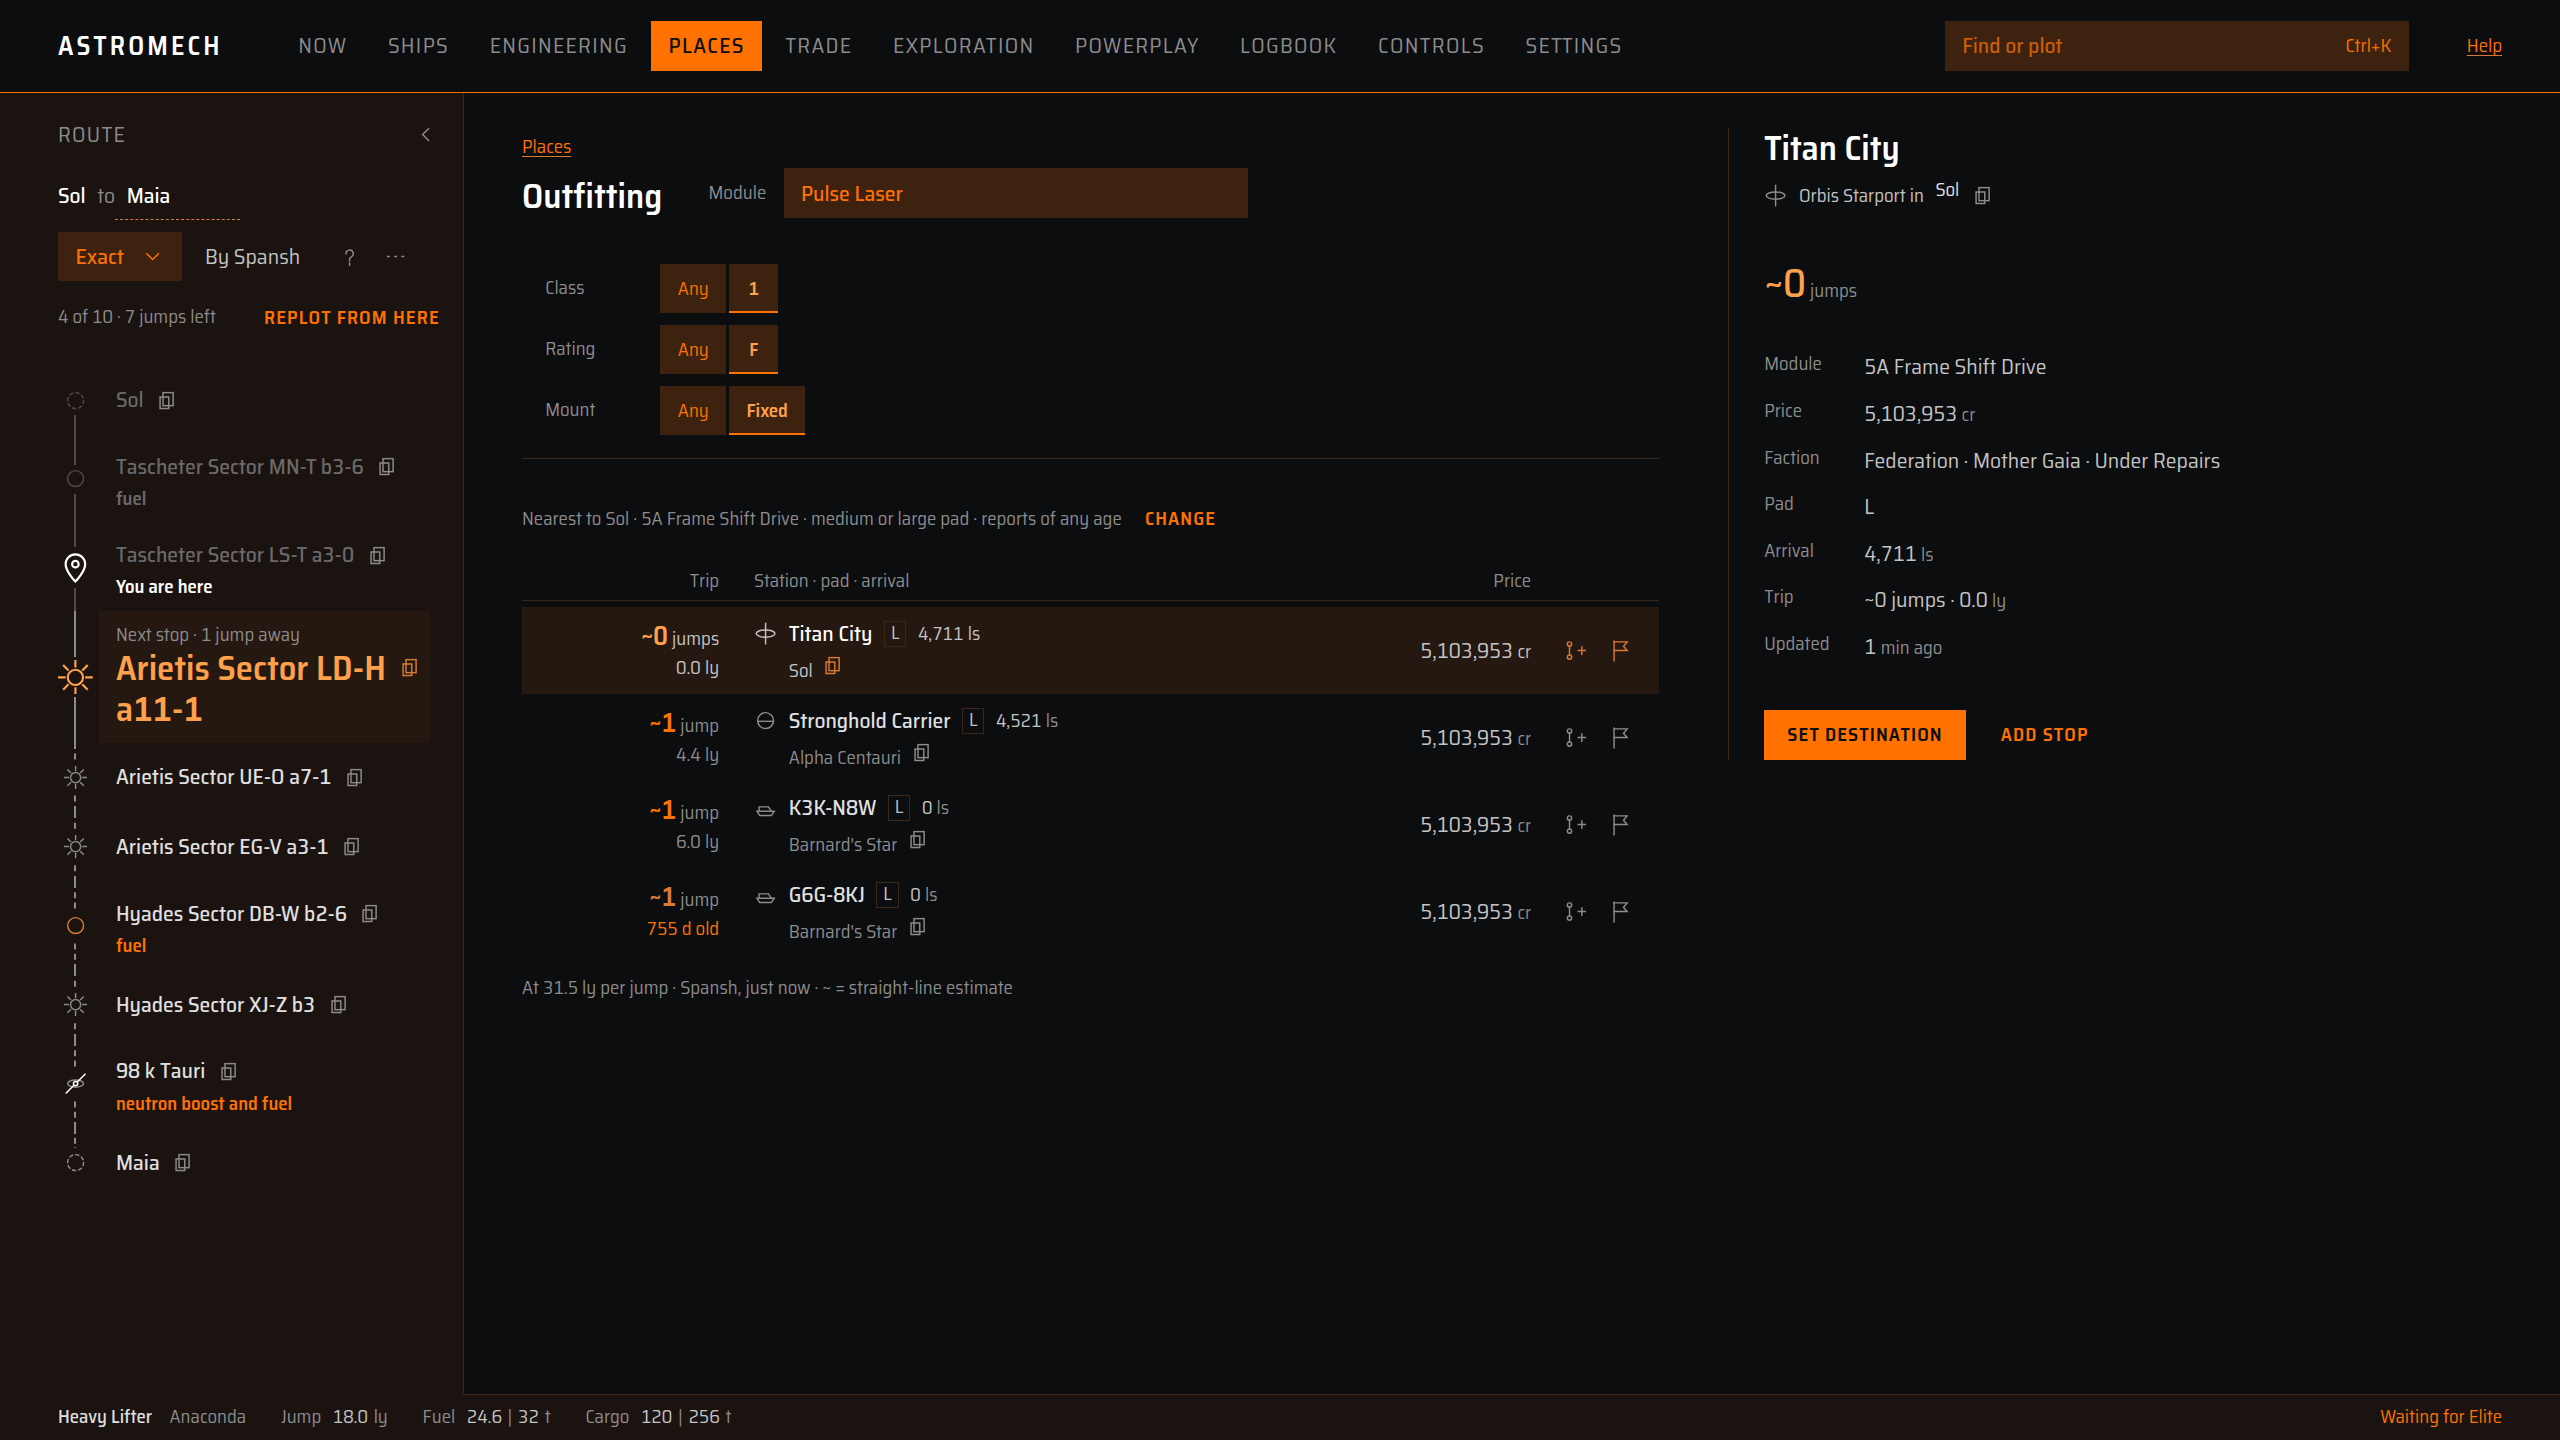 ASTROMECH NOW SHIPS ENGINEERING PLACES TRADE EXPLORATION POWERPLAY LOGBOOK CONTROLS SETTINGS Find or plot Ctrl+K Help
ROUTE
Sol to Maia
Exact By Spansh ? ...
4 of 10 · 7 jumps left REPLOT FROM HERE
Sol
Tascheter Sector MN-T b3-6
fuel
Tascheter Sector LS-T a3-0
You are here
Next stop · 1 jump away
Arietis Sector LD-H
a11-1
Arietis Sector UE-O a7-1
Arietis Sector EG-V a3-1
Hyades Sector DB-W b2-6
fuel
Hyades Sector XJ-Z b3
98 k Tauri
neutron boost and fuel
Maia
Places
Outfitting Module Pulse Laser
Class Any 1
Rating Any F
Mount Any Fixed
Nearest to Sol · 5A Frame Shift Drive · medium or large pad · reports of any age CHANGE
Trip Station · pad · arrival Price
~0 jumps Titan City L 4,711 ls 5,103,953 cr
0.0 ly Sol
~1 jump Stronghold Carrier L 4,521 ls 5,103,953 cr
4.4 ly Alpha Centauri
~1 jump K3K-N8W L 0 ls 5,103,953 cr
6.0 ly Barnard's Star
~1 jump G6G-8KJ L 0 ls 5,103,953 cr
755 d old Barnard's Star
At 31.5 ly per jump · Spansh, just now · ~ = straight-line estimate
Titan City
Orbis Starport in Sol
~0 jumps
Module 5A Frame Shift Drive
Price 5,103,953 cr
Faction Federation · Mother Gaia · Under Repairs
Pad L
Arrival 4,711 ls
Trip ~0 jumps · 0.0 ly
Updated 1 min ago
SET DESTINATION ADD STOP
Heavy Lifter Anaconda Jump 18.0 ly Fuel 24.6 | 32 t Cargo 120 | 256 t Waiting for Elite